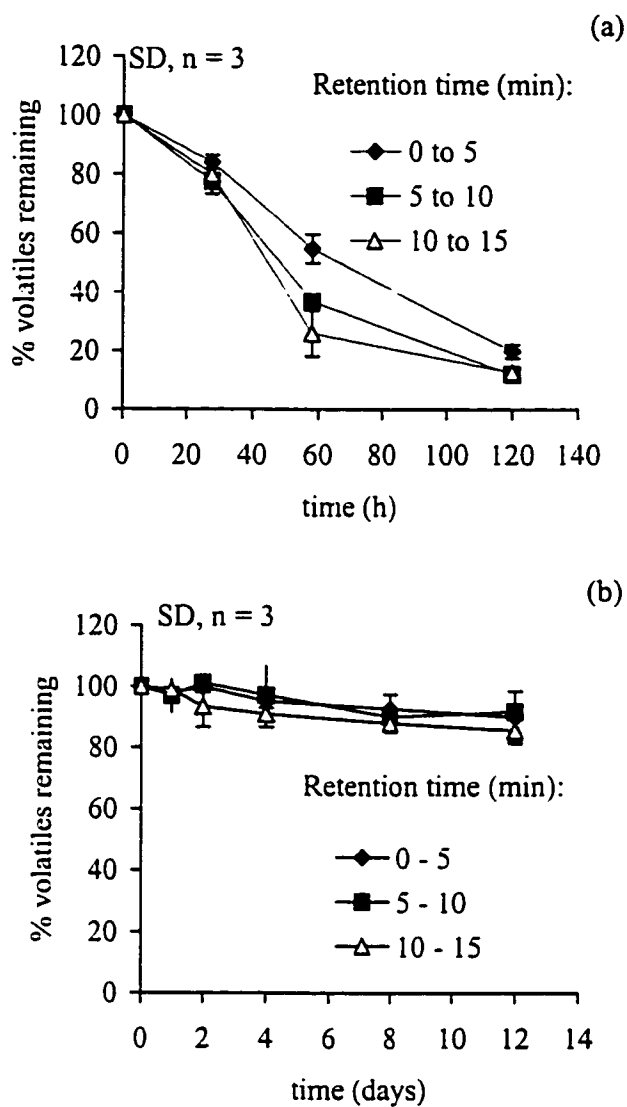 (a)
SD, n = 3
Retention time (min):
0 to 5
5 to 10
10 to 15
% volatiles remaining
120
100
80
60
40
20
0
0 20 40 60 80 100 120 140
time (h)
(b)
SD, n = 3
Retention time (min):
0 - 5
5 - 10
10 - 15
% volatiles remaining
120
100
80
60
40
20
0
0 2 4 6 8 10 12 14
time (days)